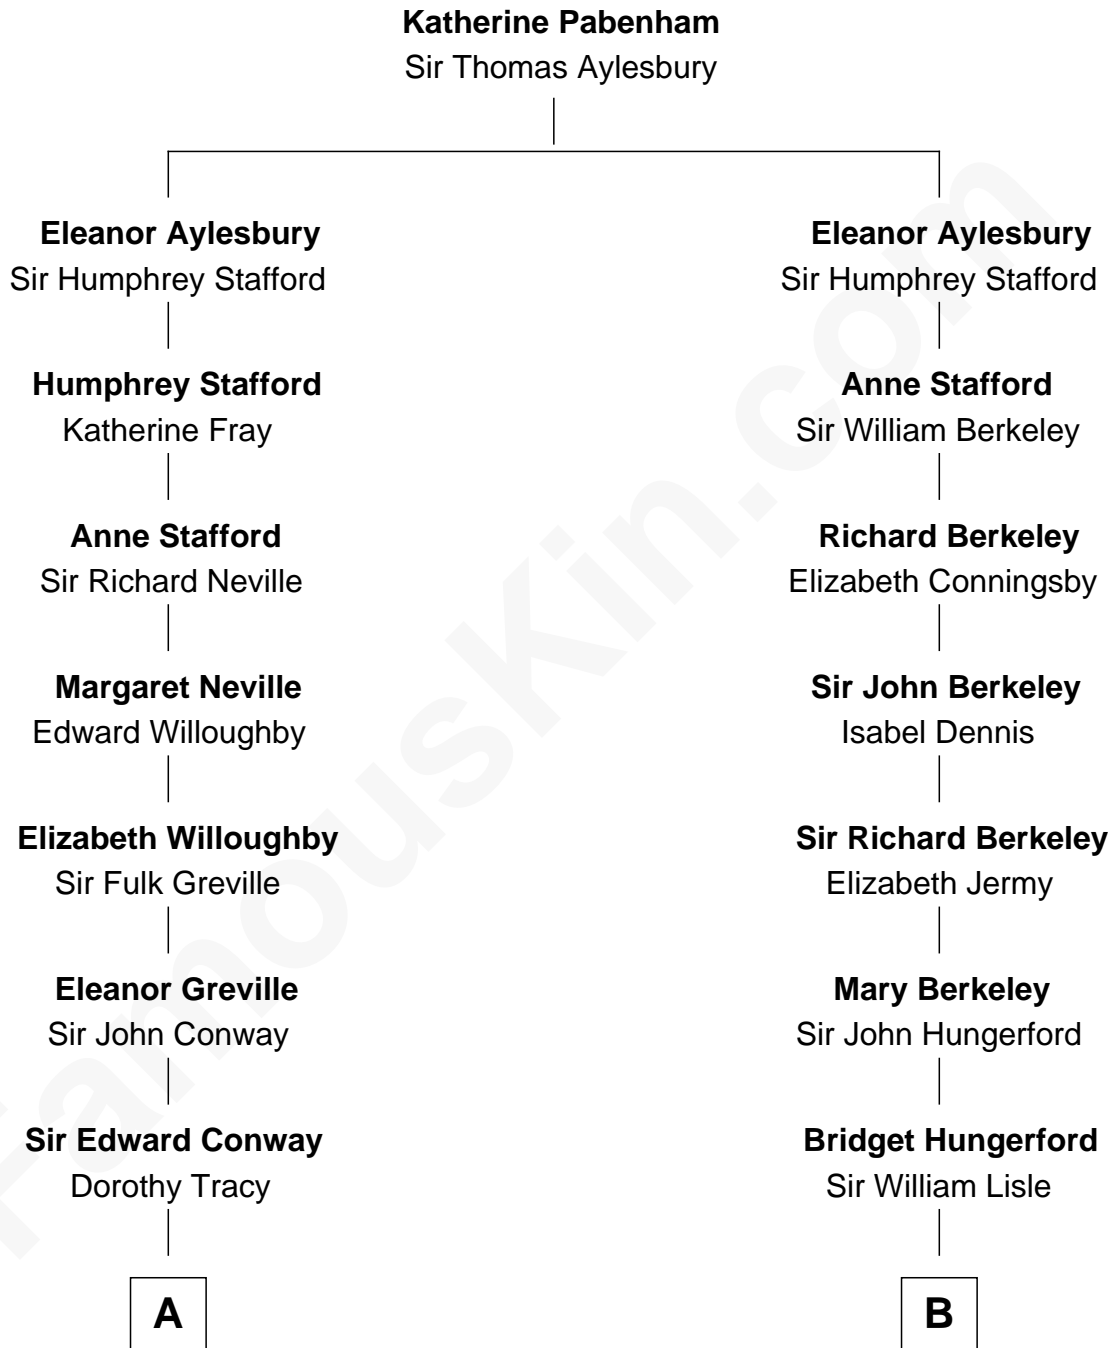 Katherine Pabenham
Sir Thomas Aylesbury
Eleanor Aylesbury
Sir Humphrey Stafford
Humphrey Stafford
Katherine Fray
Anne Stafford
Sir Richard Neville
Margaret Neville
Edward Willoughby
Elizabeth Willoughby
Sir Fulk Greville
Eleanor Greville
Sir John Conway
Sir Edward Conway
Dorothy Tracy
A
Eleanor Aylesbury
Sir Humphrey Stafford
Anne Stafford
Sir William Berkeley
Richard Berkeley
Elizabeth Conningsby
Sir John Berkeley
Isabel Dennis
Sir Richard Berkeley
Elizabeth Jermy
Mary Berkeley
Sir John Hungerford
Bridget Hungerford
Sir William Lisle
B
FamousKin.com